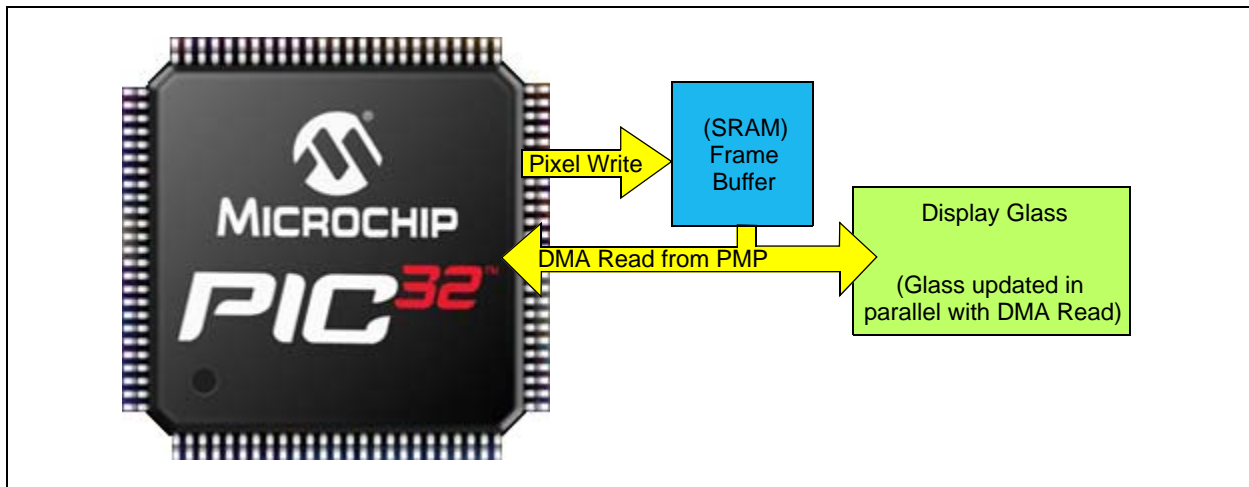 MICROCHIP
PIC32™
Pixel Write
(SRAM)
Frame
Buffer
DMA Read from PMP
Display Glass
(Glass updated in
parallel with DMA Read)